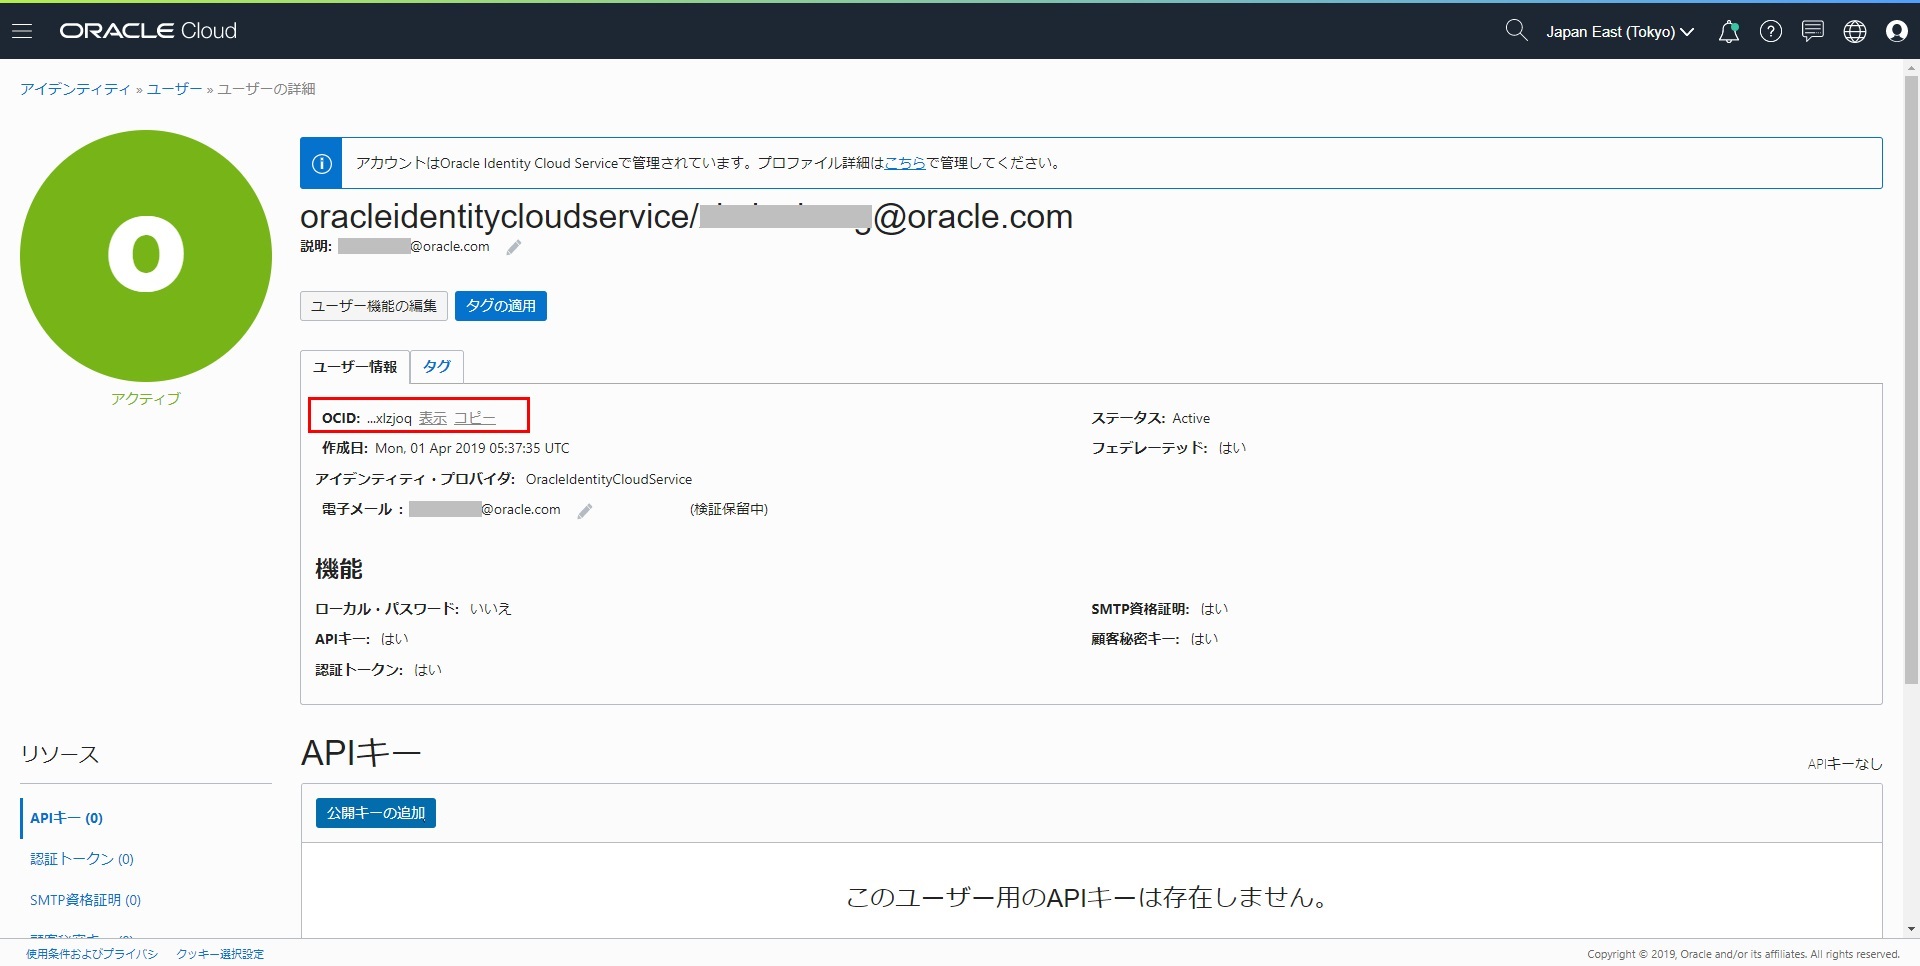 ORACLE Cloud
Japan East (Tokyo)
アイデンティティ » ユーザー » ユーザーの詳細
アカウントはOracle Identity Cloud Serviceで管理されています。プロファイル詳細はこちらで管理してください。
O
アクティブ
oracleidentitycloudservice/ @oracle.com
説明: @oracle.com
ユーザー機能の編集 タグの適用
ユーザー情報 タグ
OCID: ...xlzjoq 表示 コピー
ステータス: Active
作成日: Mon, 01 Apr 2019 05:37:35 UTC
フェデレーテッド: はい
アイデンティティ・プロバイダ: OracleIdentityCloudService
電子メール : @oracle.com (検証保留中)
機能
ローカル・パスワード: いいえ
SMTP資格証明: はい
APIキー: はい
顧客秘密キー: はい
認証トークン: はい
リソース
APIキー (0)
認証トークン (0)
SMTP資格証明 (0)
APIキー
APIキーなし
公開キーの追加
このユーザー用のAPIキーは存在しません。
使用条件およびプライバシ クッキー選択設定
Copyright © 2019, Oracle and/or its affiliates. All rights reserved.